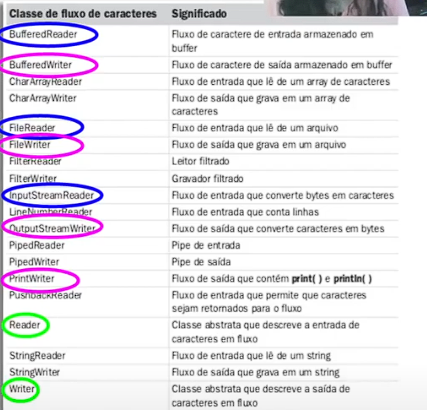 Classe de fluxo de caracteres Significado
BufferedReader Fluxo de caractere de entrada armazenado em
buffer
BufferedWriter Fluxo de caractere de saída armazenado em buffer
CharArrayReader Fluxo de entrada que lê de um array de caracteres
CharArrayWriter Fluxo de saída que grava em um array de
caracteres
FileReader Fluxo de entrada que lê de um arquivo
FileWriter Fluxo de saída que grava em um arquivo
FilterReader Leitor filtrado
FilterWriter Gravador filtrado
InputStreamReader Fluxo de entrada que converte bytes em caracteres
LineNumberReader Fluxo de entrada que conta linhas
OutputStreamWriter Fluxo de saída que converte caracteres em bytes
PipedReader Pipe de entrada
PipedWriter Pipe de saída
PrintWriter Fluxo de saída que contém print( ) e println( )
PushbackReader Fluxo de entrada que permite que caracteres
sejam retornados para o fluxo
Reader Classe abstrata que descreve a entrada de
caracteres em fluxo
StringReader Fluxo de entrada que lê de um string
StringWriter Fluxo de saída que grava em um string
Writer Classe abstrata que descreve a saída de
caracteres em fluxo